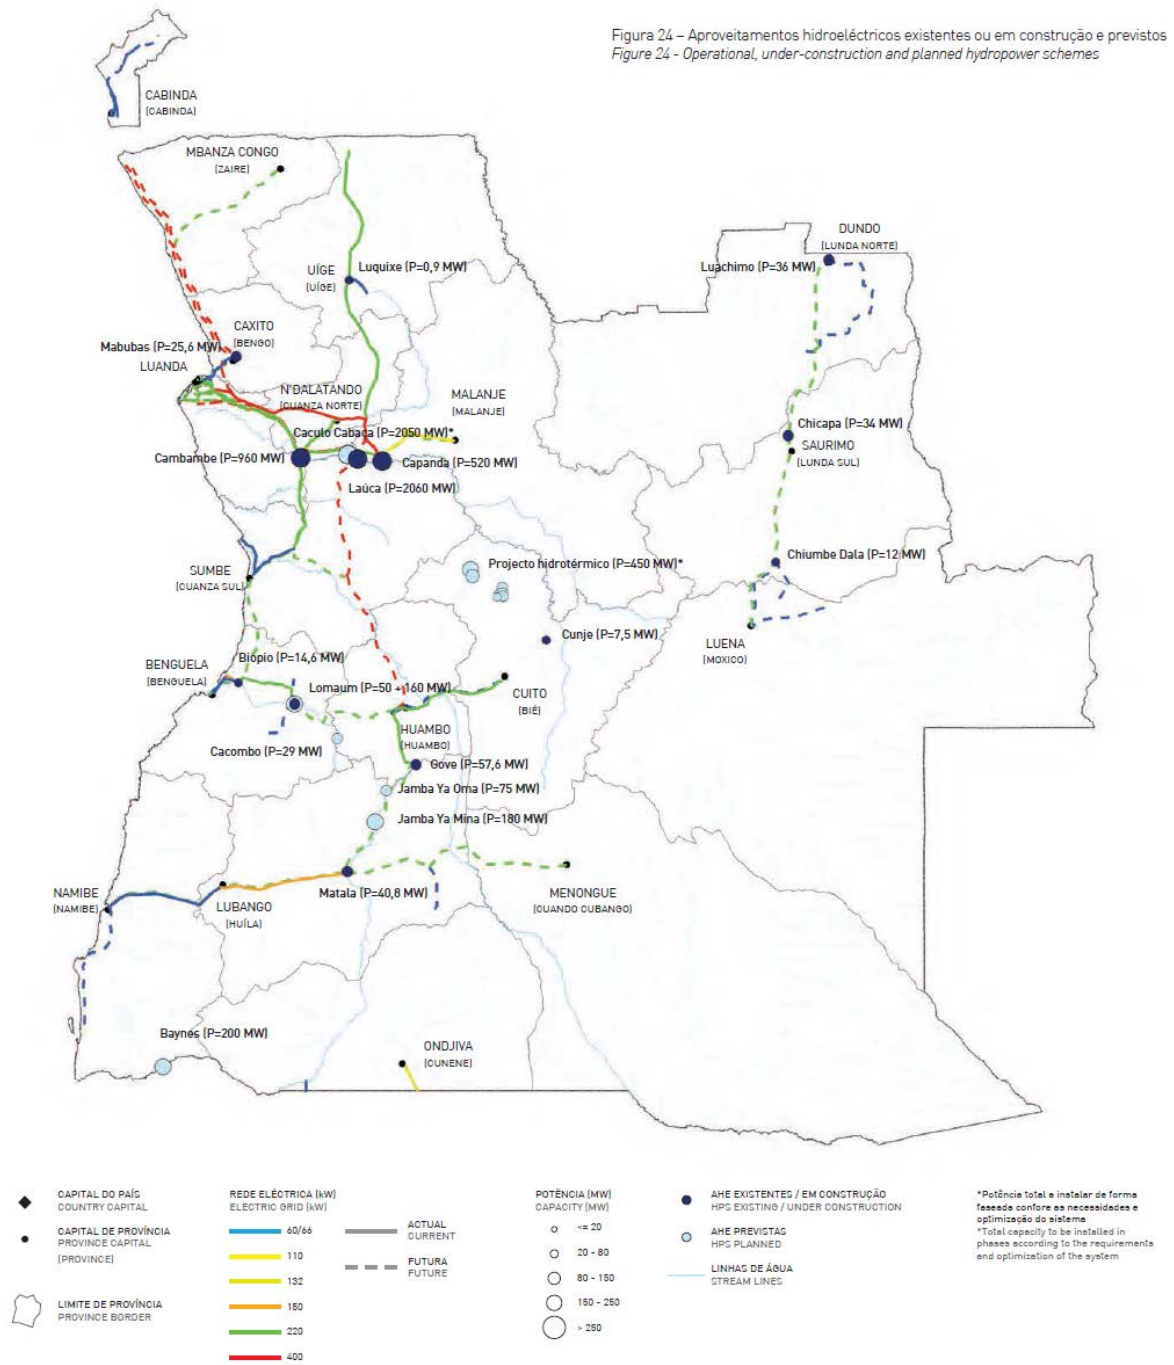 Figura 24 – Aproveitamentos hidroeléctricos existentes ou em construção e previstos
Figure 24 - Operational, under-construction and planned hydropower schemes
CABINDA
(CABINDA)
MBANZA CONGO
(ZAIRE)
DUNDO
(LUNDA NORTE)
Luachimo (P=36 MW)
UÍGE
(UÍGE)
Luquixe (P=0,9 MW)
CAXITO
(BENGO)
Mabubas (P=25,6 MW)
LUANDA
N'DALATANDO
(CUANZA NORTE)
MALANJE
(MALANJE)
Caculo Cabaça (P=2050 MW)*
Chicapa (P=34 MW)
SAURIMO
(LUNDA SUL)
Cambambe (P=960 MW)
Capanda (P=520 MW)
Laúca (P=2060 MW)
Chiumbe Dala (P=12 MW)
Projecto hidrotérmico (P=450 MW)*
SUMBE
(CUANZA SUL)
Cunje (P=7,5 MW)
LUENA
(MOXICO)
BENGUELA
(BENGUELA)
Biópio (P=14,6 MW)
Lomaum (P=50 - 160 MW)
CUITO
(BIÉ)
HUAMBO
(HUAMBO)
Cacombo (P=29 MW)
Gove (P=57,6 MW)
Jamba Ya Oma (P=75 MW)
Jamba Ya Mina (P=180 MW)
NAMIBE
(NAMIBE)
LUBANGO
(HUÍLA)
Matala (P=40,8 MW)
MENONGUE
(CUANDO CUBANGO)
Baynes (P=200 MW)
ONDJIVA
(CUNENE)
CAPITAL DO PAÍS
COUNTRY CAPITAL
CAPITAL DE PROVÍNCIA
PROVINCE CAPITAL
(PROVINCE)
LIMITE DE PROVÍNCIA
PROVINCE BORDER
REDE ELÉCTRICA (kW)
ELECTRIC GRID (kW)
60/66
110
132
150
220
400
ACTUAL
CURRENT
FUTURA
FUTURE
POTÊNCIA (MW)
CAPACITY (MW)
<= 20
20 - 80
80 - 150
150 - 250
> 250
AHE EXISTENTES / EM CONSTRUÇÃO
HPS EXISTING / UNDER CONSTRUCTION
AHE PREVISTAS
HPS PLANNED
LINHAS DE ÁGUA
STREAM LINES
*Potência total a instalar de forma
faseada confore as necessidades e
optimização do sistema
*Total capacity to be installed in
phases according to the requirements
and optimization of the system